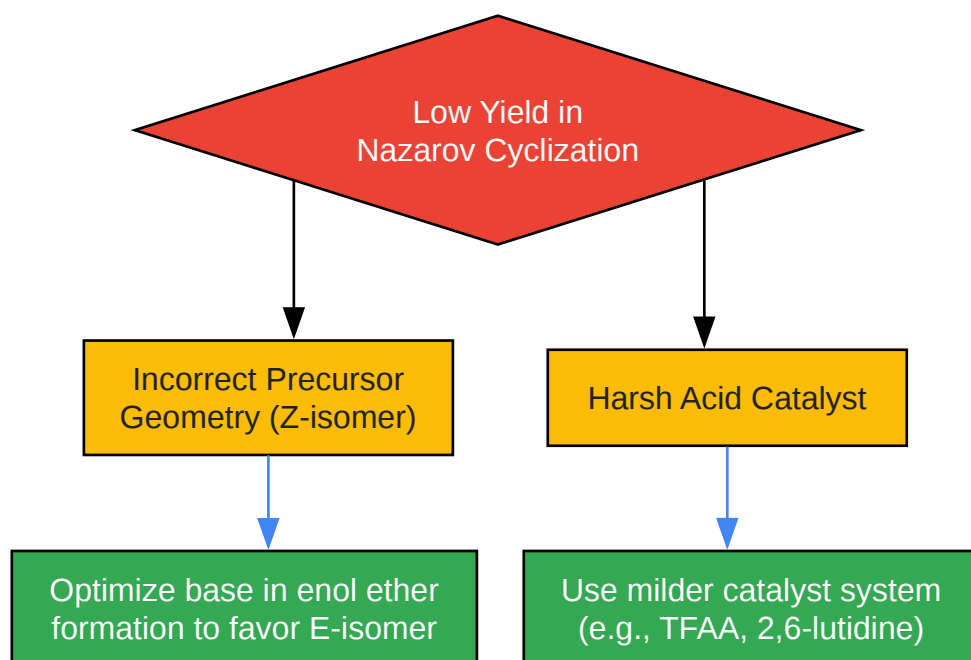 Low Yield in
Nazarov Cyclization
Incorrect Precursor
Geometry (Z-isomer)
Harsh Acid Catalyst
Optimize base in enol ether
formation to favor E-isomer
Use milder catalyst system
(e.g., TFAA, 2,6-lutidine)